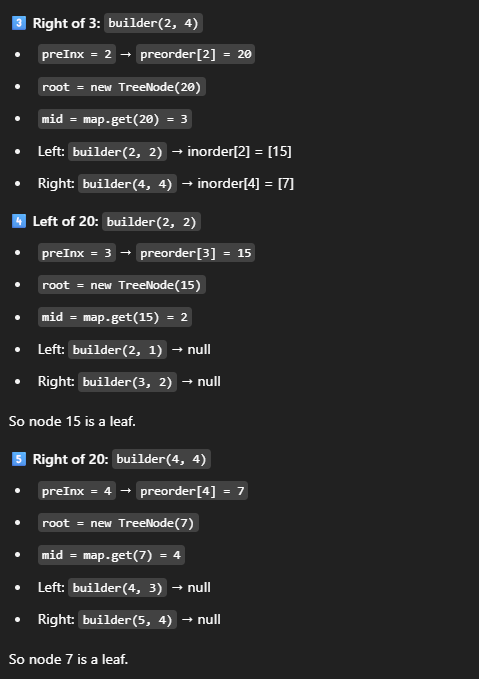 3 Right of 3: builder(2, 4)
• preInx = 2 → preorder[2] = 20
• root = new TreeNode(20)
• mid = map.get(20) = 3
• Left: builder(2, 2) → inorder[2] = [15]
• Right: builder(4, 4) → inorder[4] = [7]
4 Left of 20: builder(2, 2)
• preInx = 3 → preorder[3] = 15
• root = new TreeNode(15)
• mid = map.get(15) = 2
• Left: builder(2, 1) → null
• Right: builder(3, 2) → null
So node 15 is a leaf.
5 Right of 20: builder(4, 4)
• preInx = 4 → preorder[4] = 7
• root = new TreeNode(7)
• mid = map.get(7) = 4
• Left: builder(4, 3) → null
• Right: builder(5, 4) → null
So node 7 is a leaf.